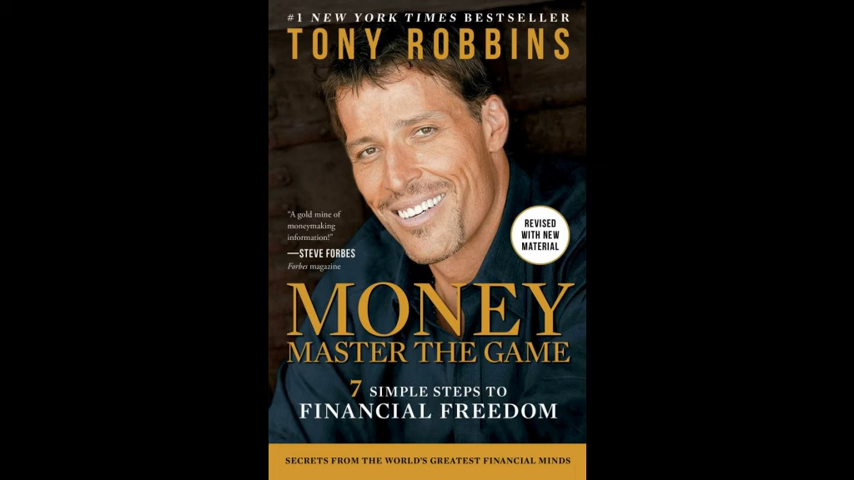 #1 NEW YORK TIMES BESTSELLER
TONY ROBBINS
"A gold mine of
moneymaking
information!"
—STEVE FORBES
Forbes magazine
REVISED
WITH NEW
MATERIAL
MONEY
MASTER THE GAME
7 SIMPLE STEPS TO
FINANCIAL FREEDOM
SECRETS FROM THE WORLD'S GREATEST FINANCIAL MINDS